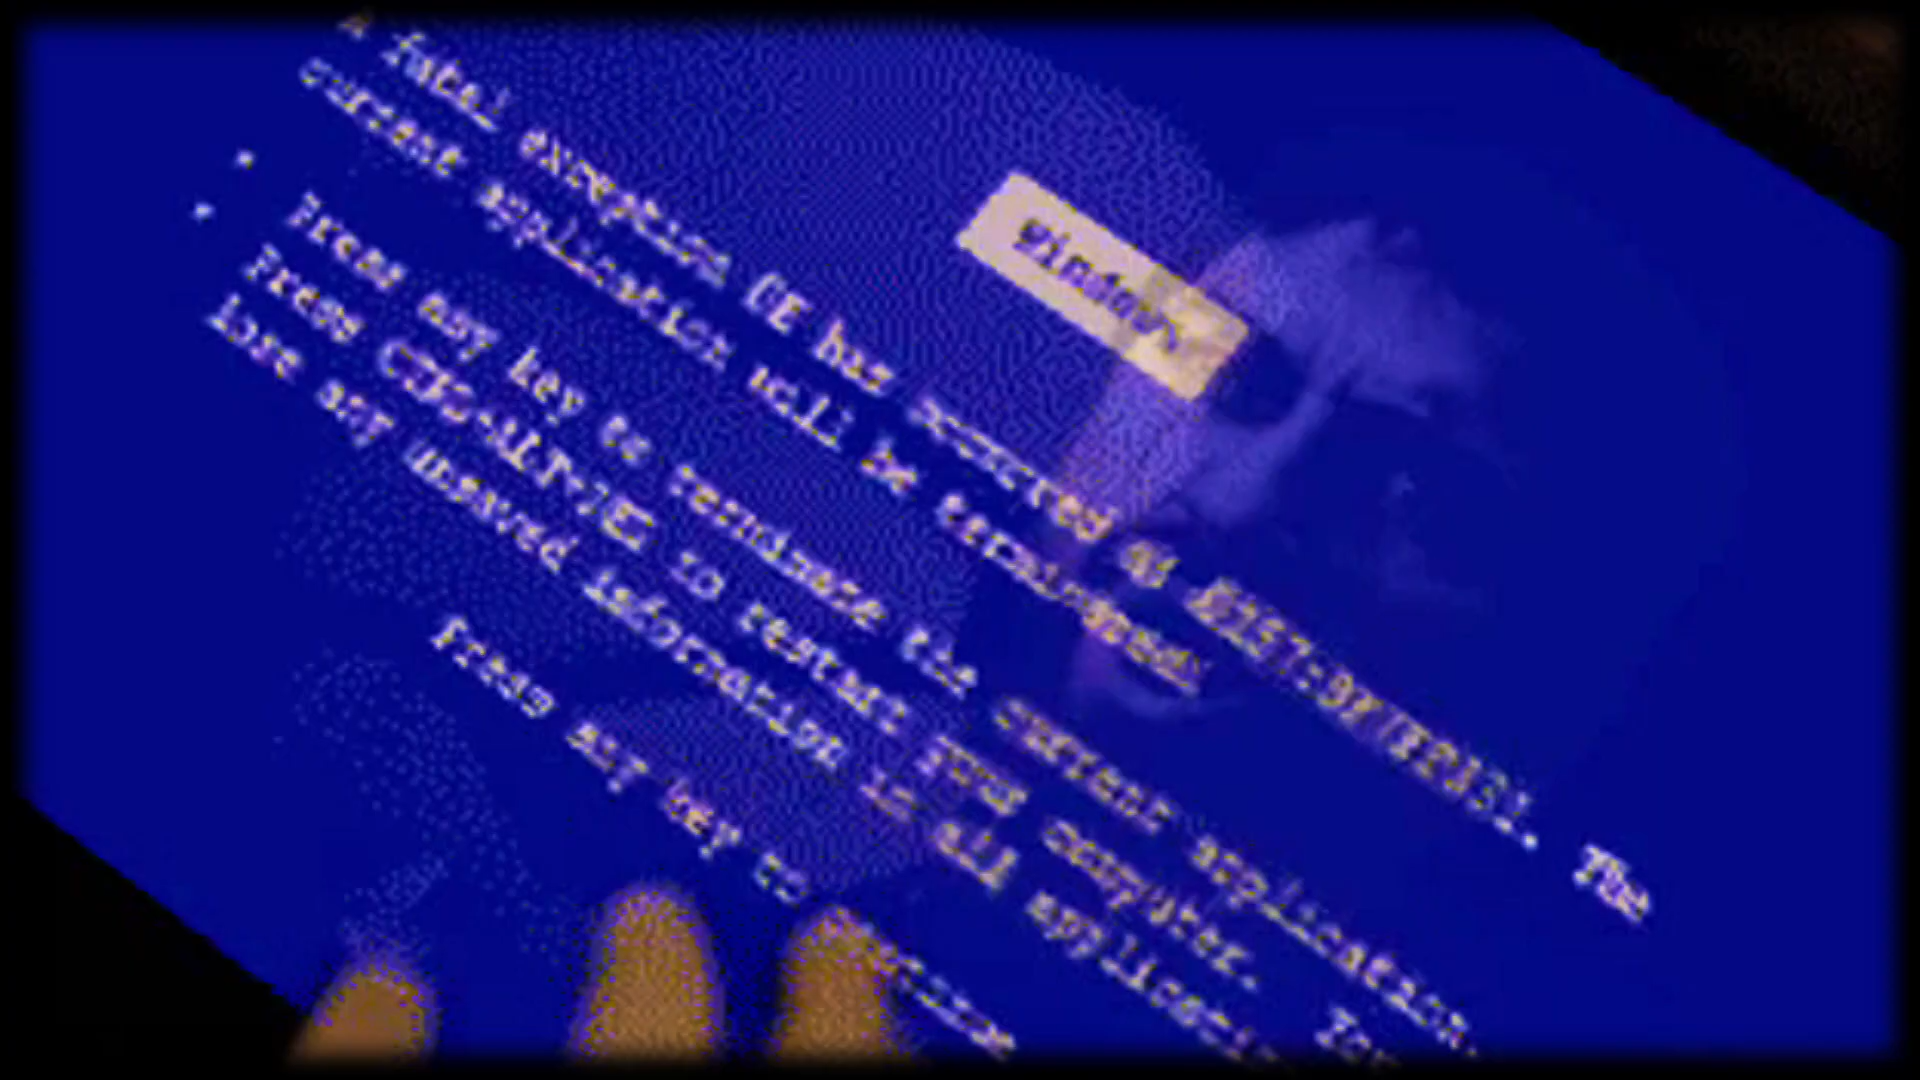 Windows
A fatal exception 0E has occurred at The
current application will be terminated.
* Press any key to terminate the current application.
* Press CTRL+ALT+DEL to restart your computer. You
lose any unsaved information in all applicati
Press any key to